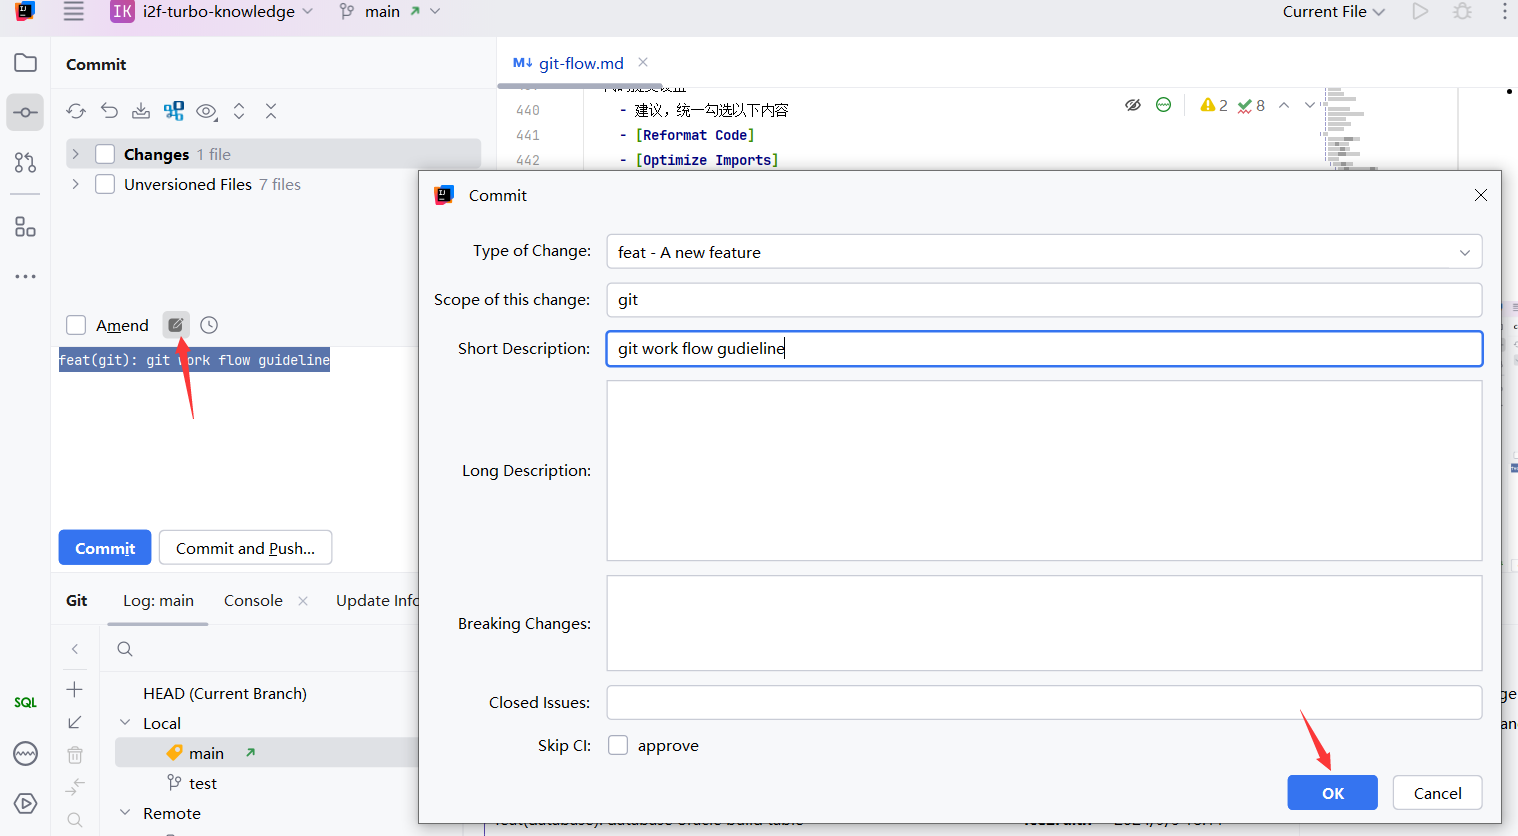 IK i2f-turbo-knowledge main Current File
Commit
M↓ git-flow.md
440 - 建议，统一勾选以下内容
441 - [Reformat Code]
442 - [Optimize Imports]
2 8
Changes 1 file
Unversioned Files 7 files
Amend
feat(git): git work flow guideline
Commit
Commit and Push...
Git Log: main Console Update Info
HEAD (Current Branch)
Local
main
test
Remote
SQL
Commit
Type of Change: feat - A new feature
Scope of this change: git
Short Description: git work flow gudieline
Long Description:
Breaking Changes:
Closed Issues:
Skip CI: approve
OK
Cancel